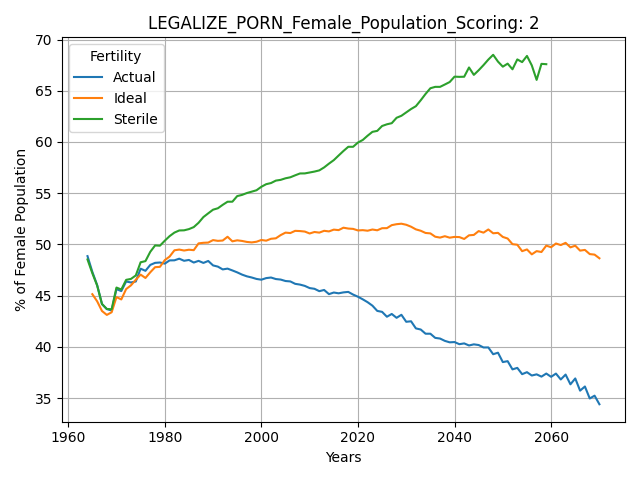 LEGALIZE_PORN_Female_Population_Scoring: 2
% of Female Population
70
65
60
55
50
45
40
35
Fertility
Actual
Ideal
Sterile
1960 1980 2000 2020 2040 2060
Years